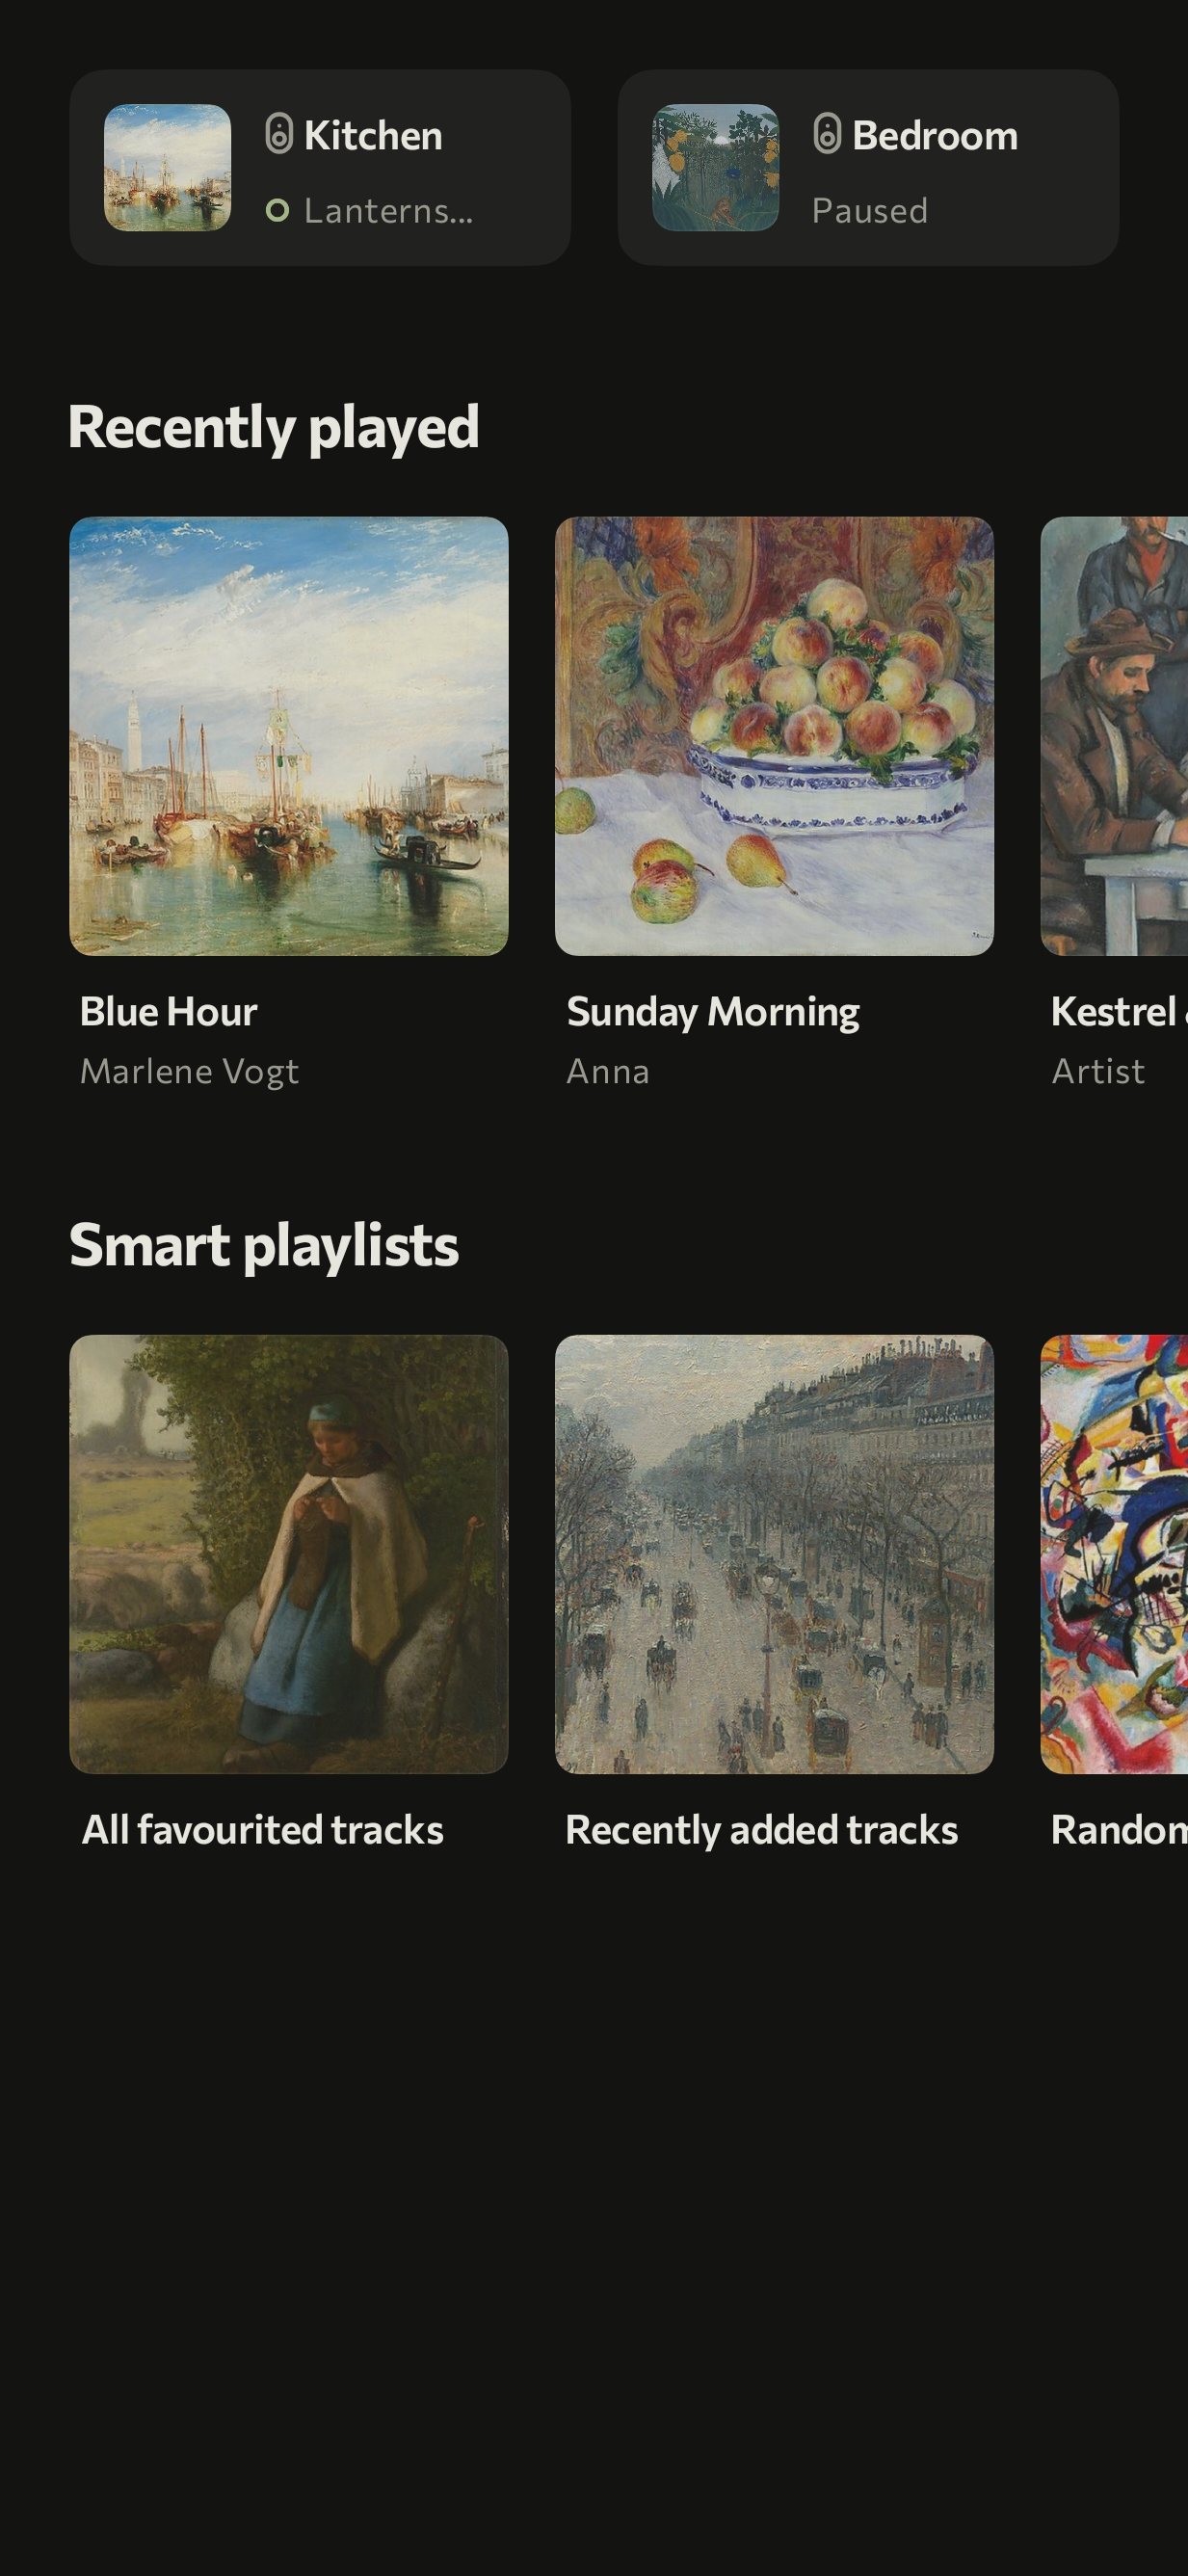 Kitchen
Lanterns...
Bedroom
Paused
Recently played
Blue Hour
Marlene Vogt
Sunday Morning
Anna
Kestrel
Artist
Smart playlists
All favourited tracks
Recently added tracks
Random